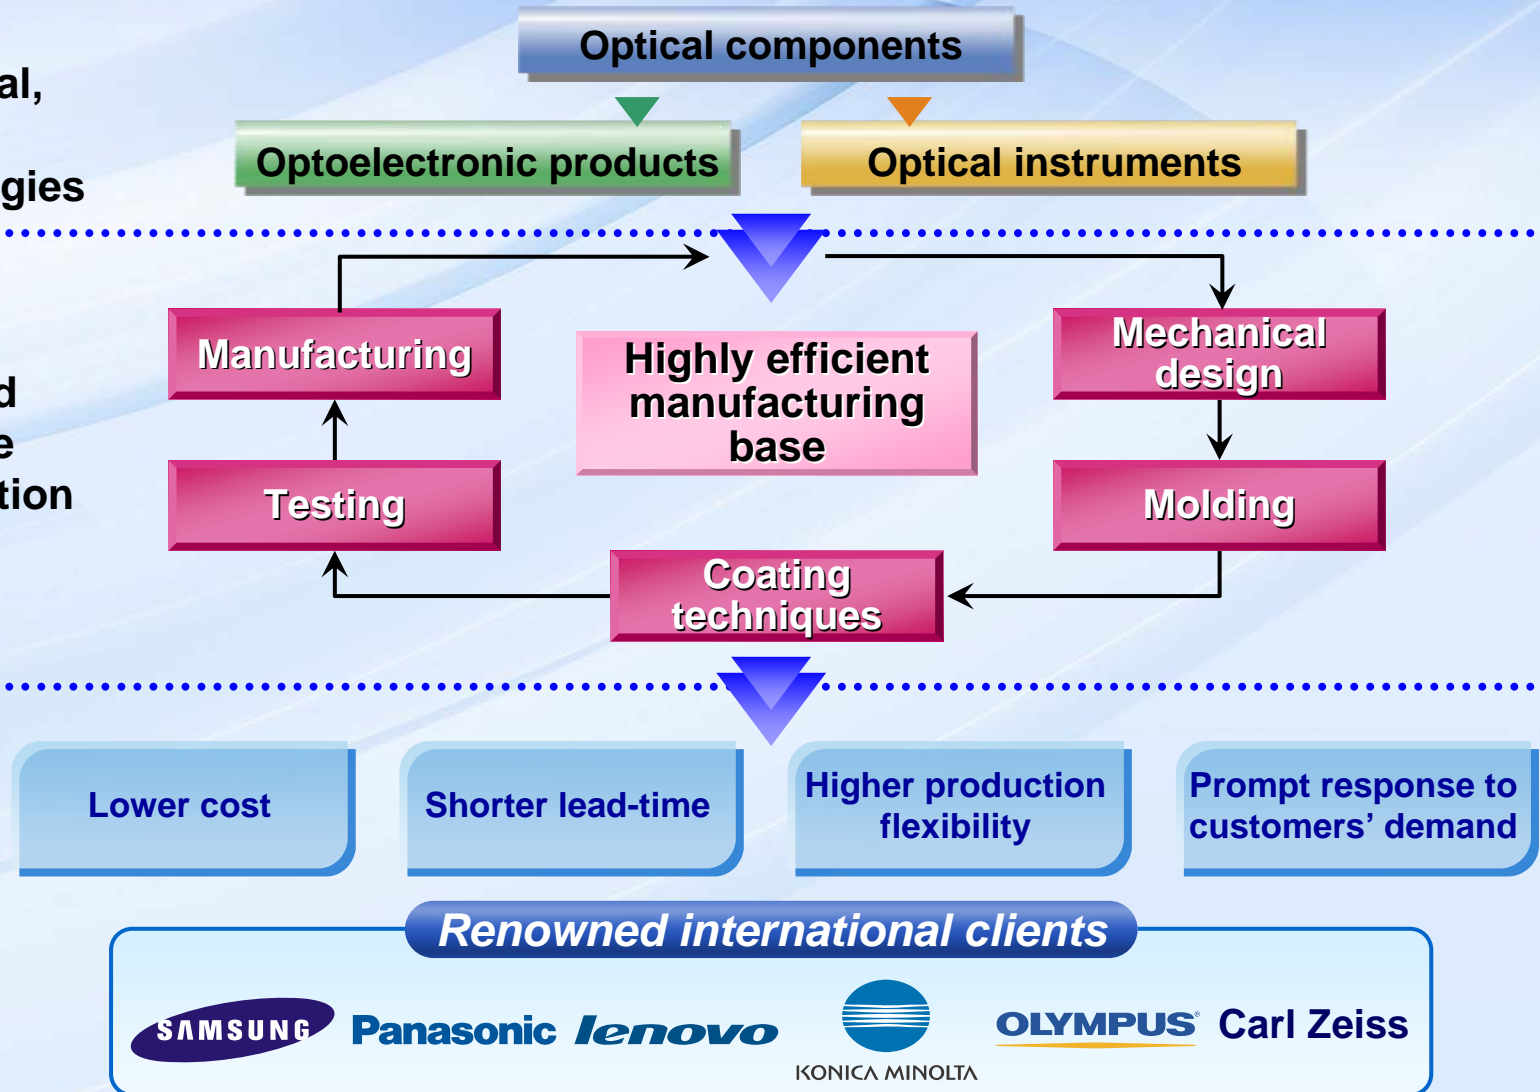 Optical components
al,
Optoelectronic products
Optical instruments
gies
Manufacturing
Highly efficient
manufacturing
base
Mechanical
design
d
e
tion
Testing
Molding
Coating
techniques
Lower cost
Shorter lead-time
Higher production
flexibility
Prompt response to
customers’ demand
Renowned international clients
SAMSUNG
Panasonic
lenovo
KONICA MINOLTA
OLYMPUS®
Carl Zeiss